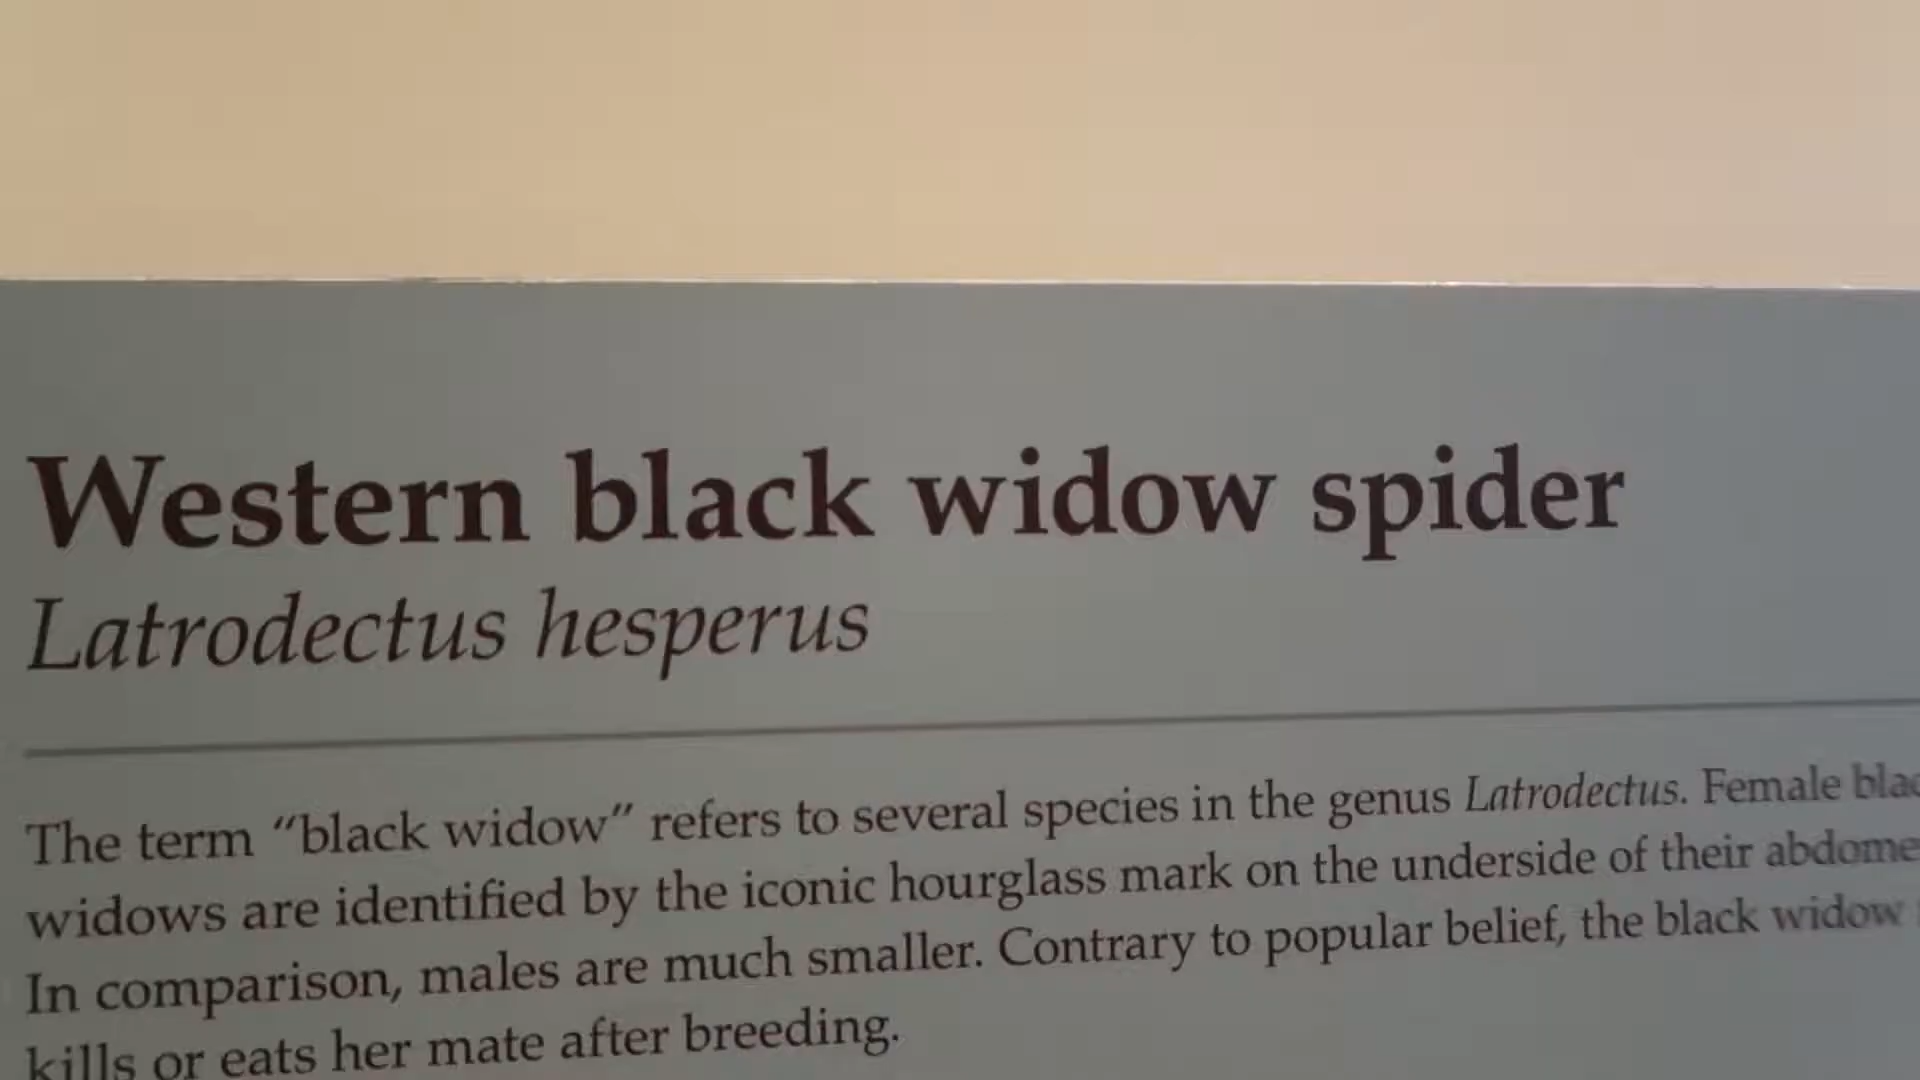 Western black widow spider
Latrodectus hesperus
The term “black widow” refers to several species in the genus Latrodectus. Female
widows are identified by the iconic hourglass mark on the underside of their
In comparison, males are much smaller. Contrary to popular belief, the black widow
kills or eats her mate after breeding.